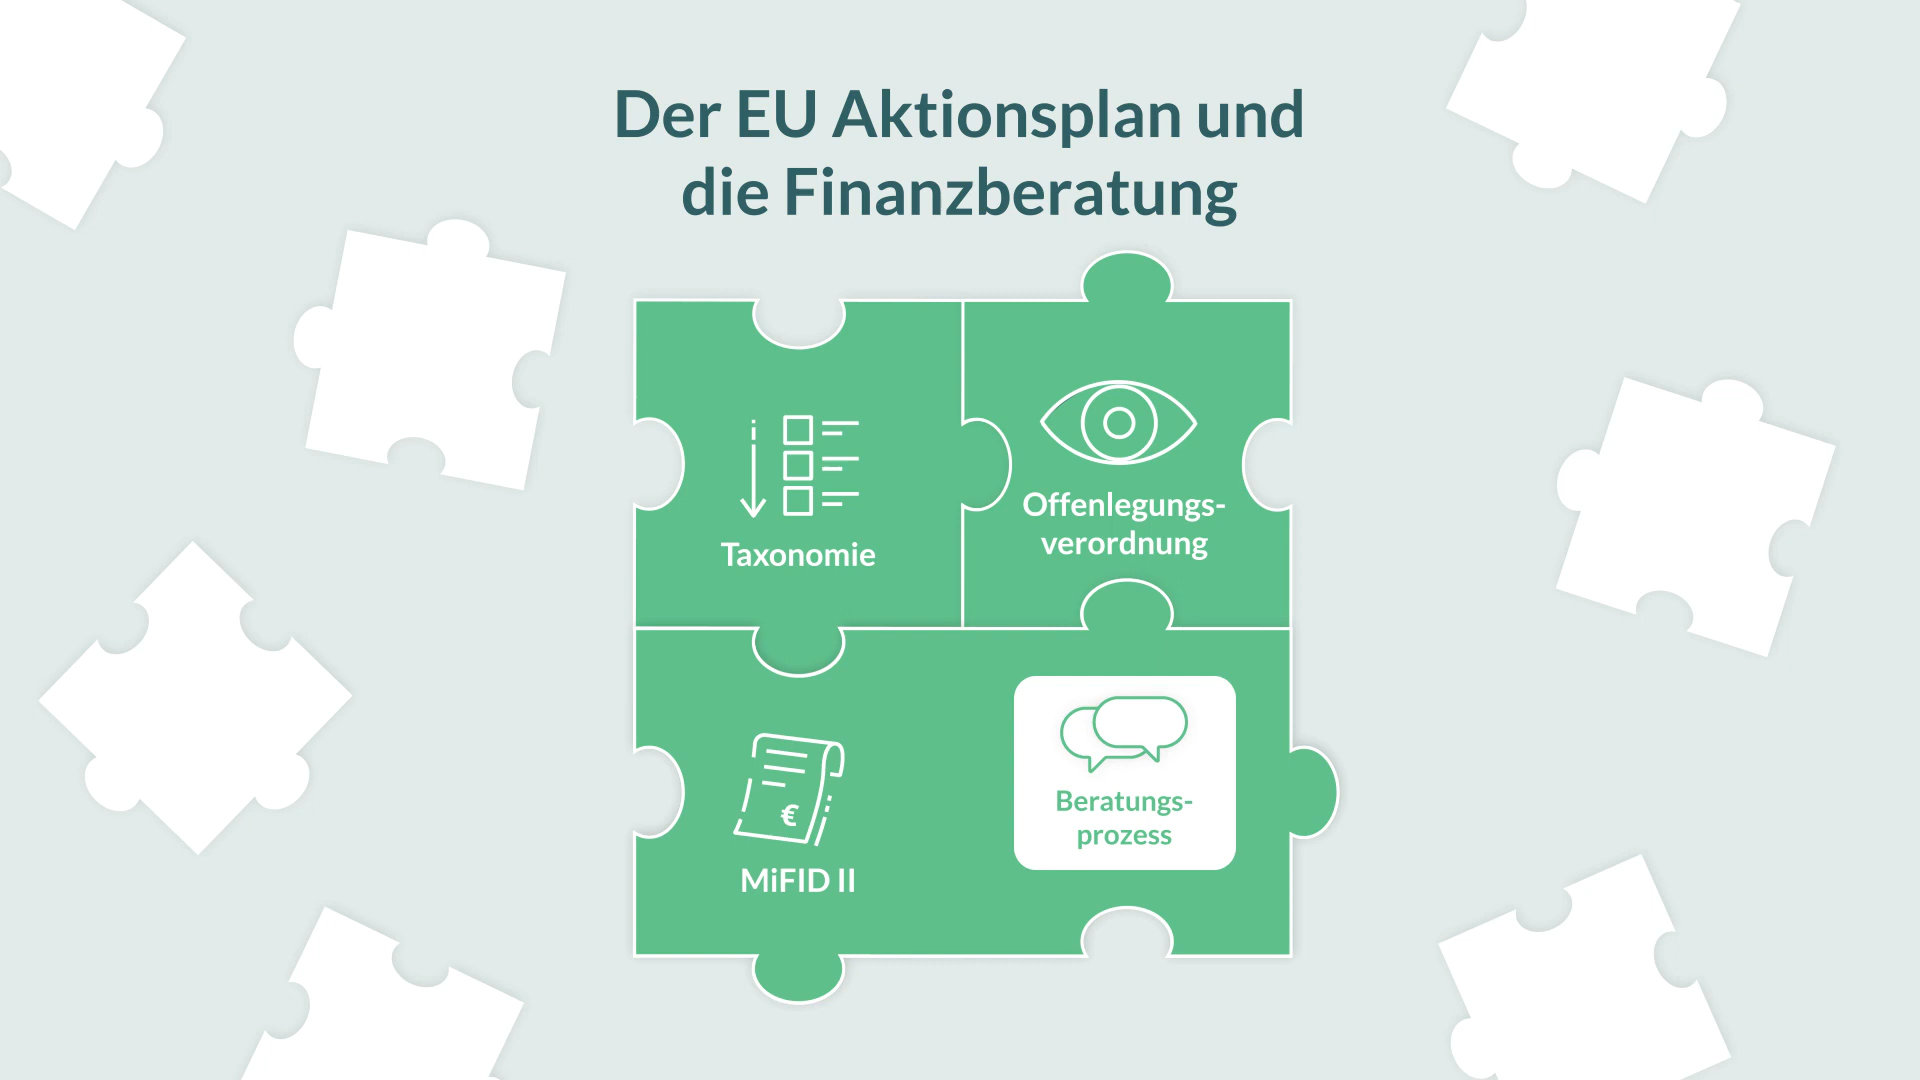 Der EU Aktionsplan und
die Finanzberatung
Taxonomie
Offenlegungs-
verordnung
€
MiFID II
Beratungs-
prozess